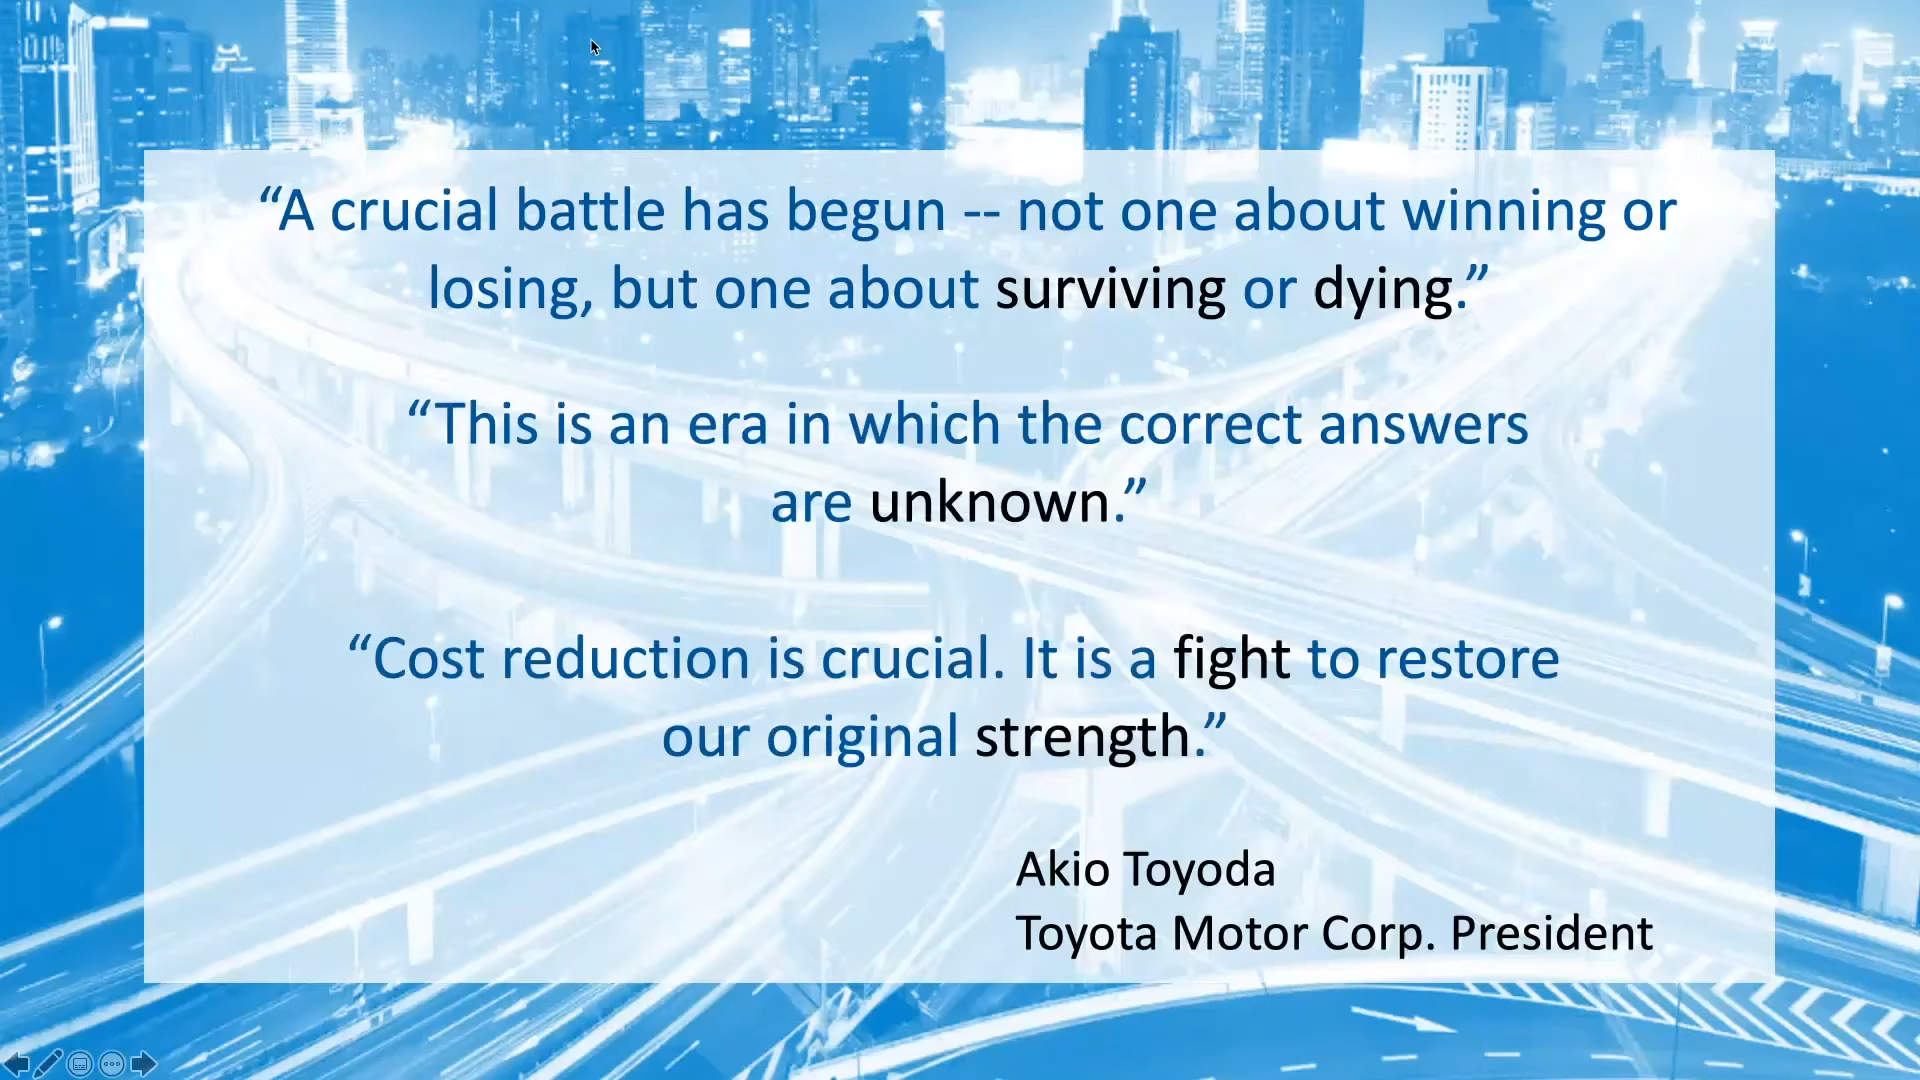 “A crucial battle has begun -- not one about winning or
losing, but one about surviving or dying.”
“This is an era in which the correct answers
are unknown.”
“Cost reduction is crucial. It is a fight to restore
our original strength.”
Akio Toyoda
Toyota Motor Corp. President